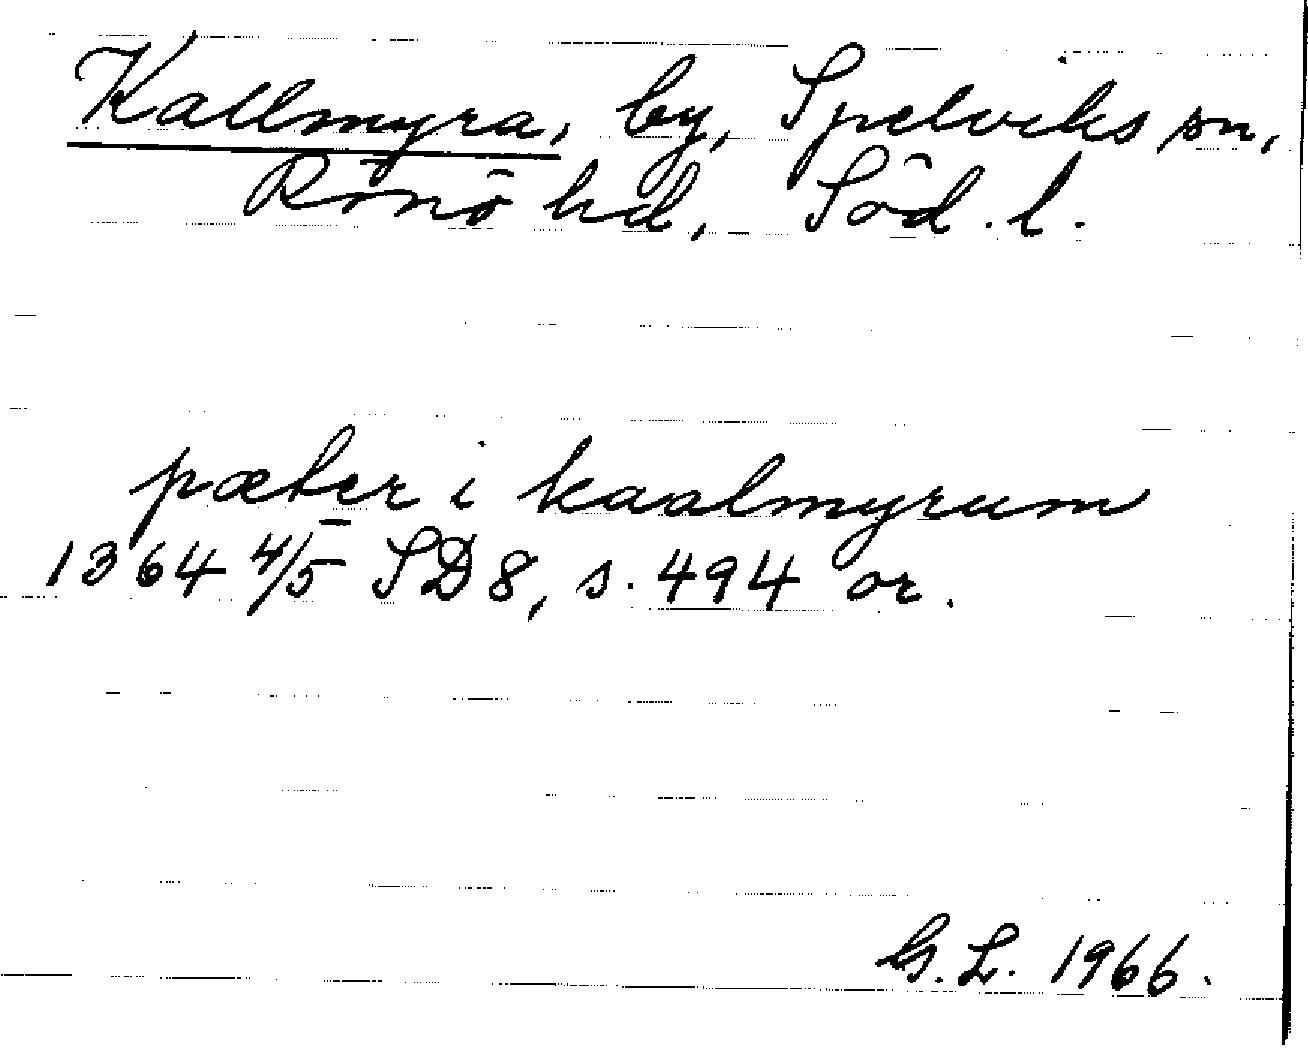 Kallmyra, by, Spelviks sn,
Rönö hd, Söd. l.
pæter i kaalmyrum
1364 4/5 SD 8, s. 494 or.
G. L. 1966.